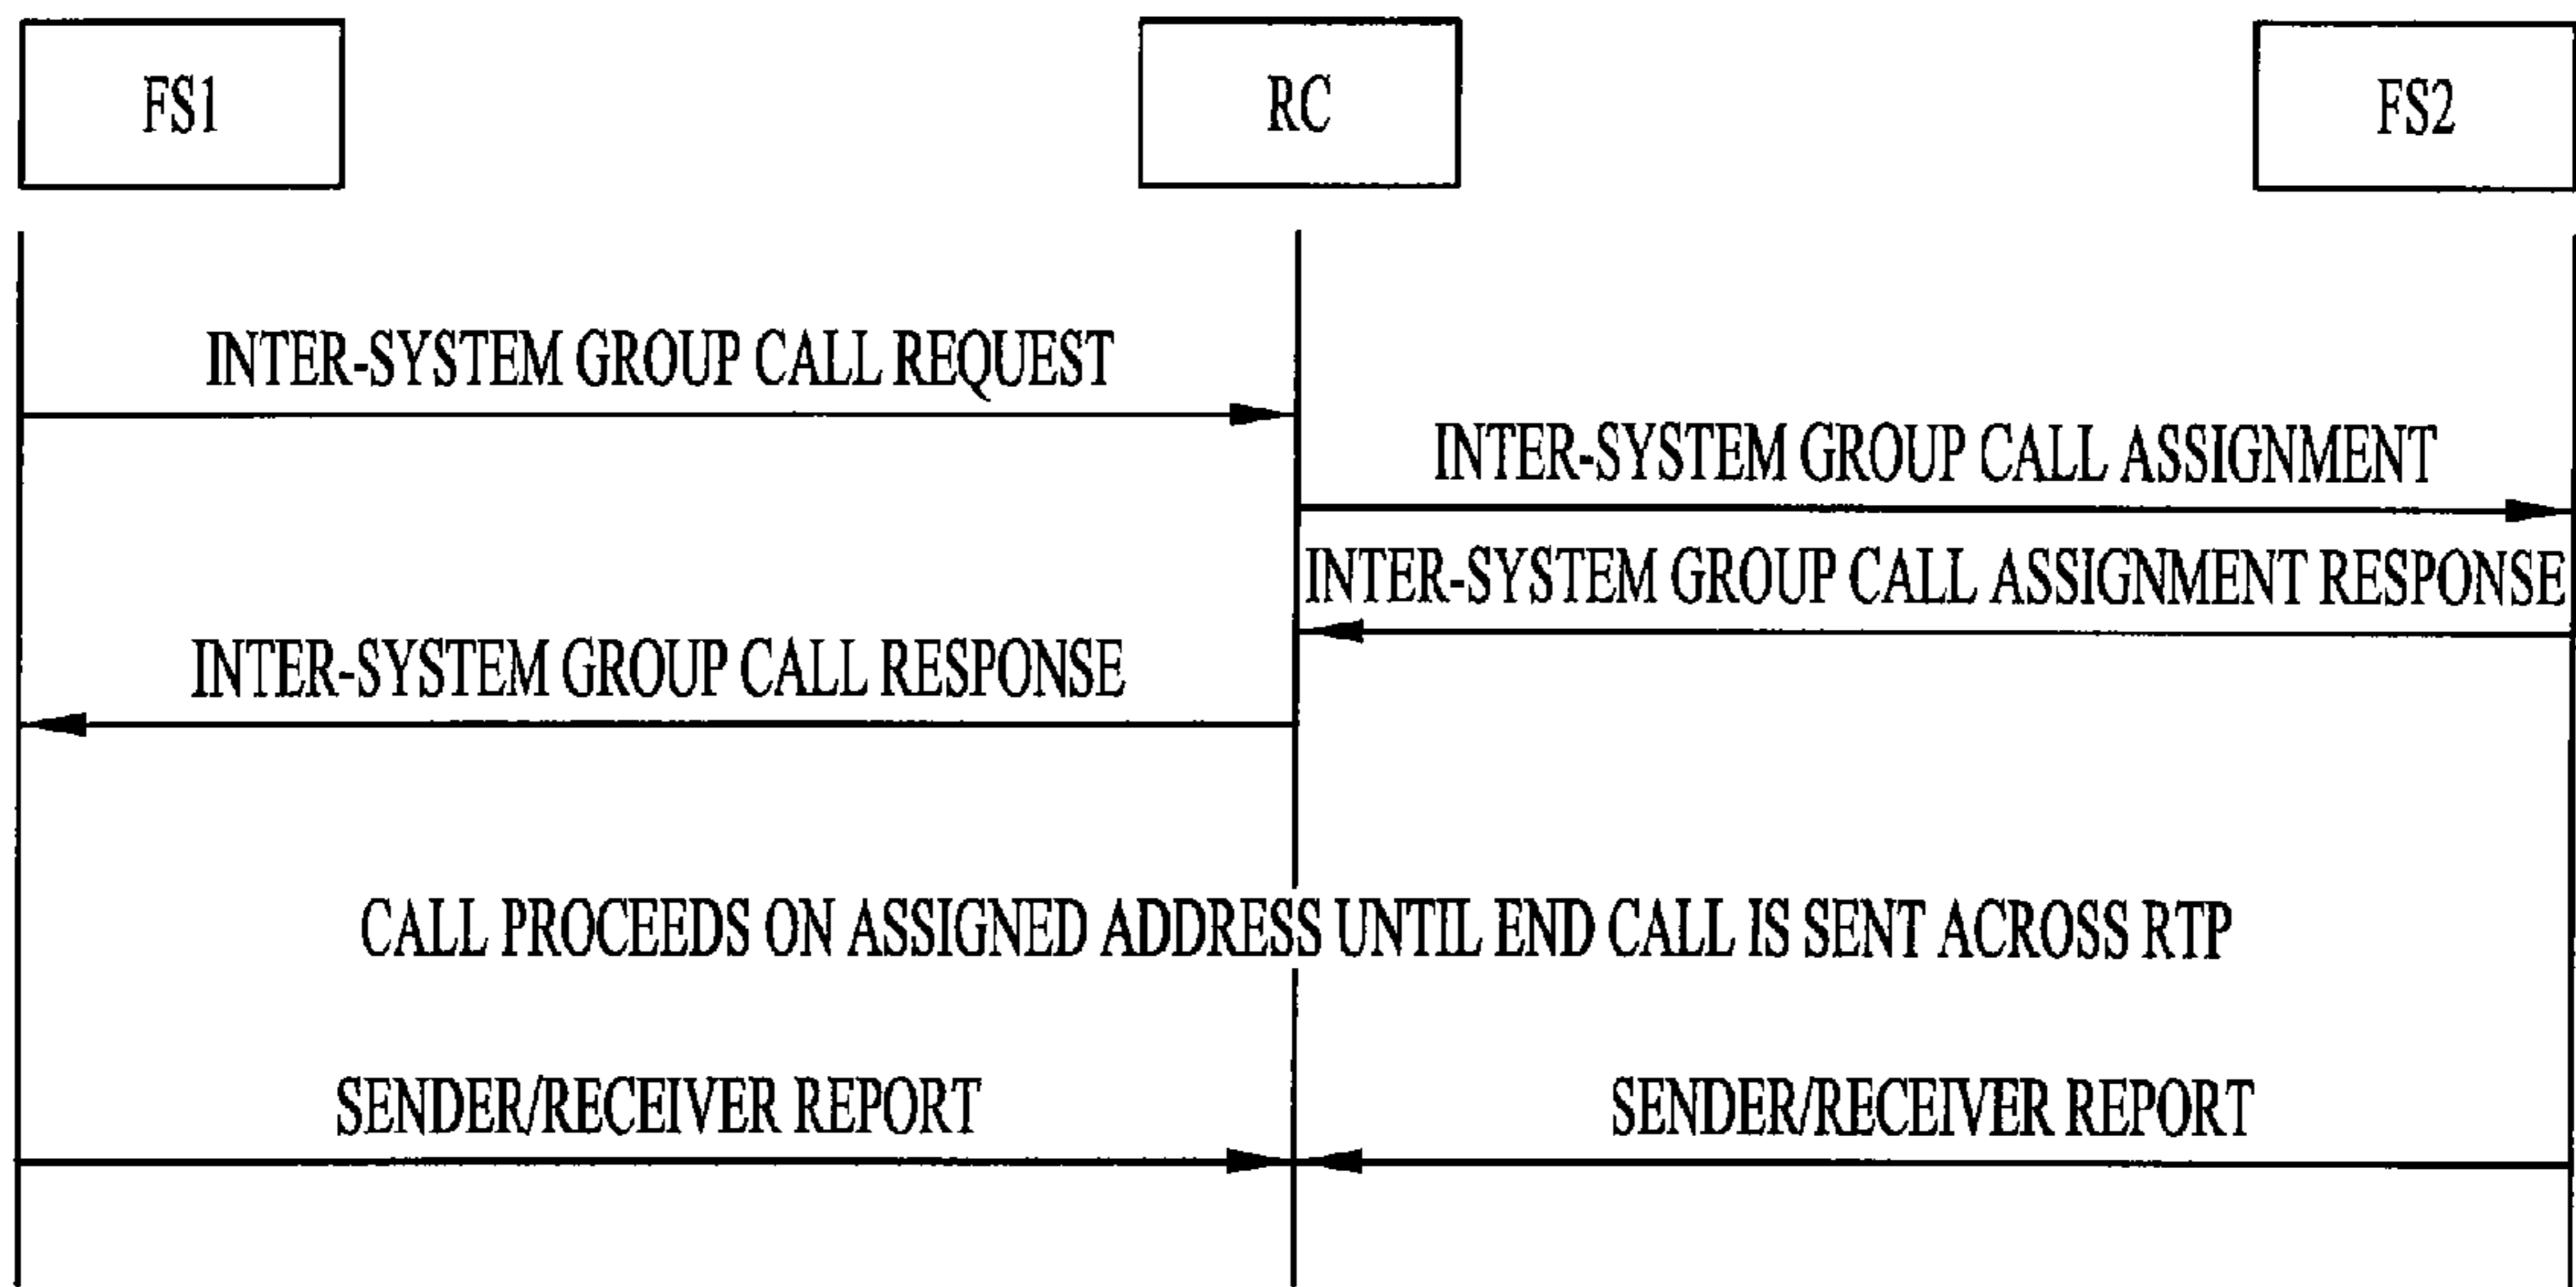 FS1
RC
FS2
INTER-SYSTEM GROUP CALL REQUEST
INTER-SYSTEM GROUP CALL ASSIGNMENT
INTER-SYSTEM GROUP CALL ASSIGNMENT RESPONSE
INTER-SYSTEM GROUP CALL RESPONSE
CALL PROCEEDS ON ASSIGNED ADDRESS UNTIL END CALL IS SENT ACROSS RTP
SENDER/RECEIVER REPORT
SENDER/RECEIVER REPORT